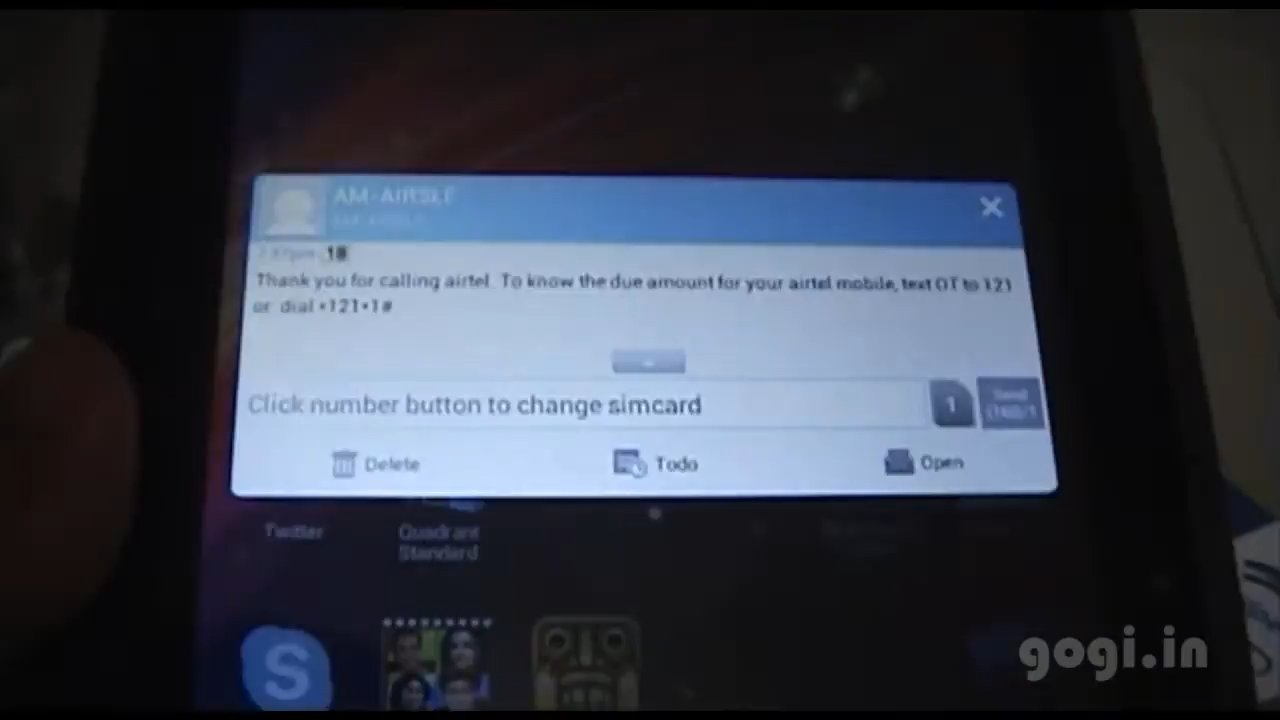 AM-AIRSLF
1
Thank you for calling airtel. To know the due amount for your airtel mobile, text OT to 121
or dial *121*1#
Click number button to change simcard
1
Send
Delete
Todo
Open
Twitter
Quadrant
Standard
S
gogi.in